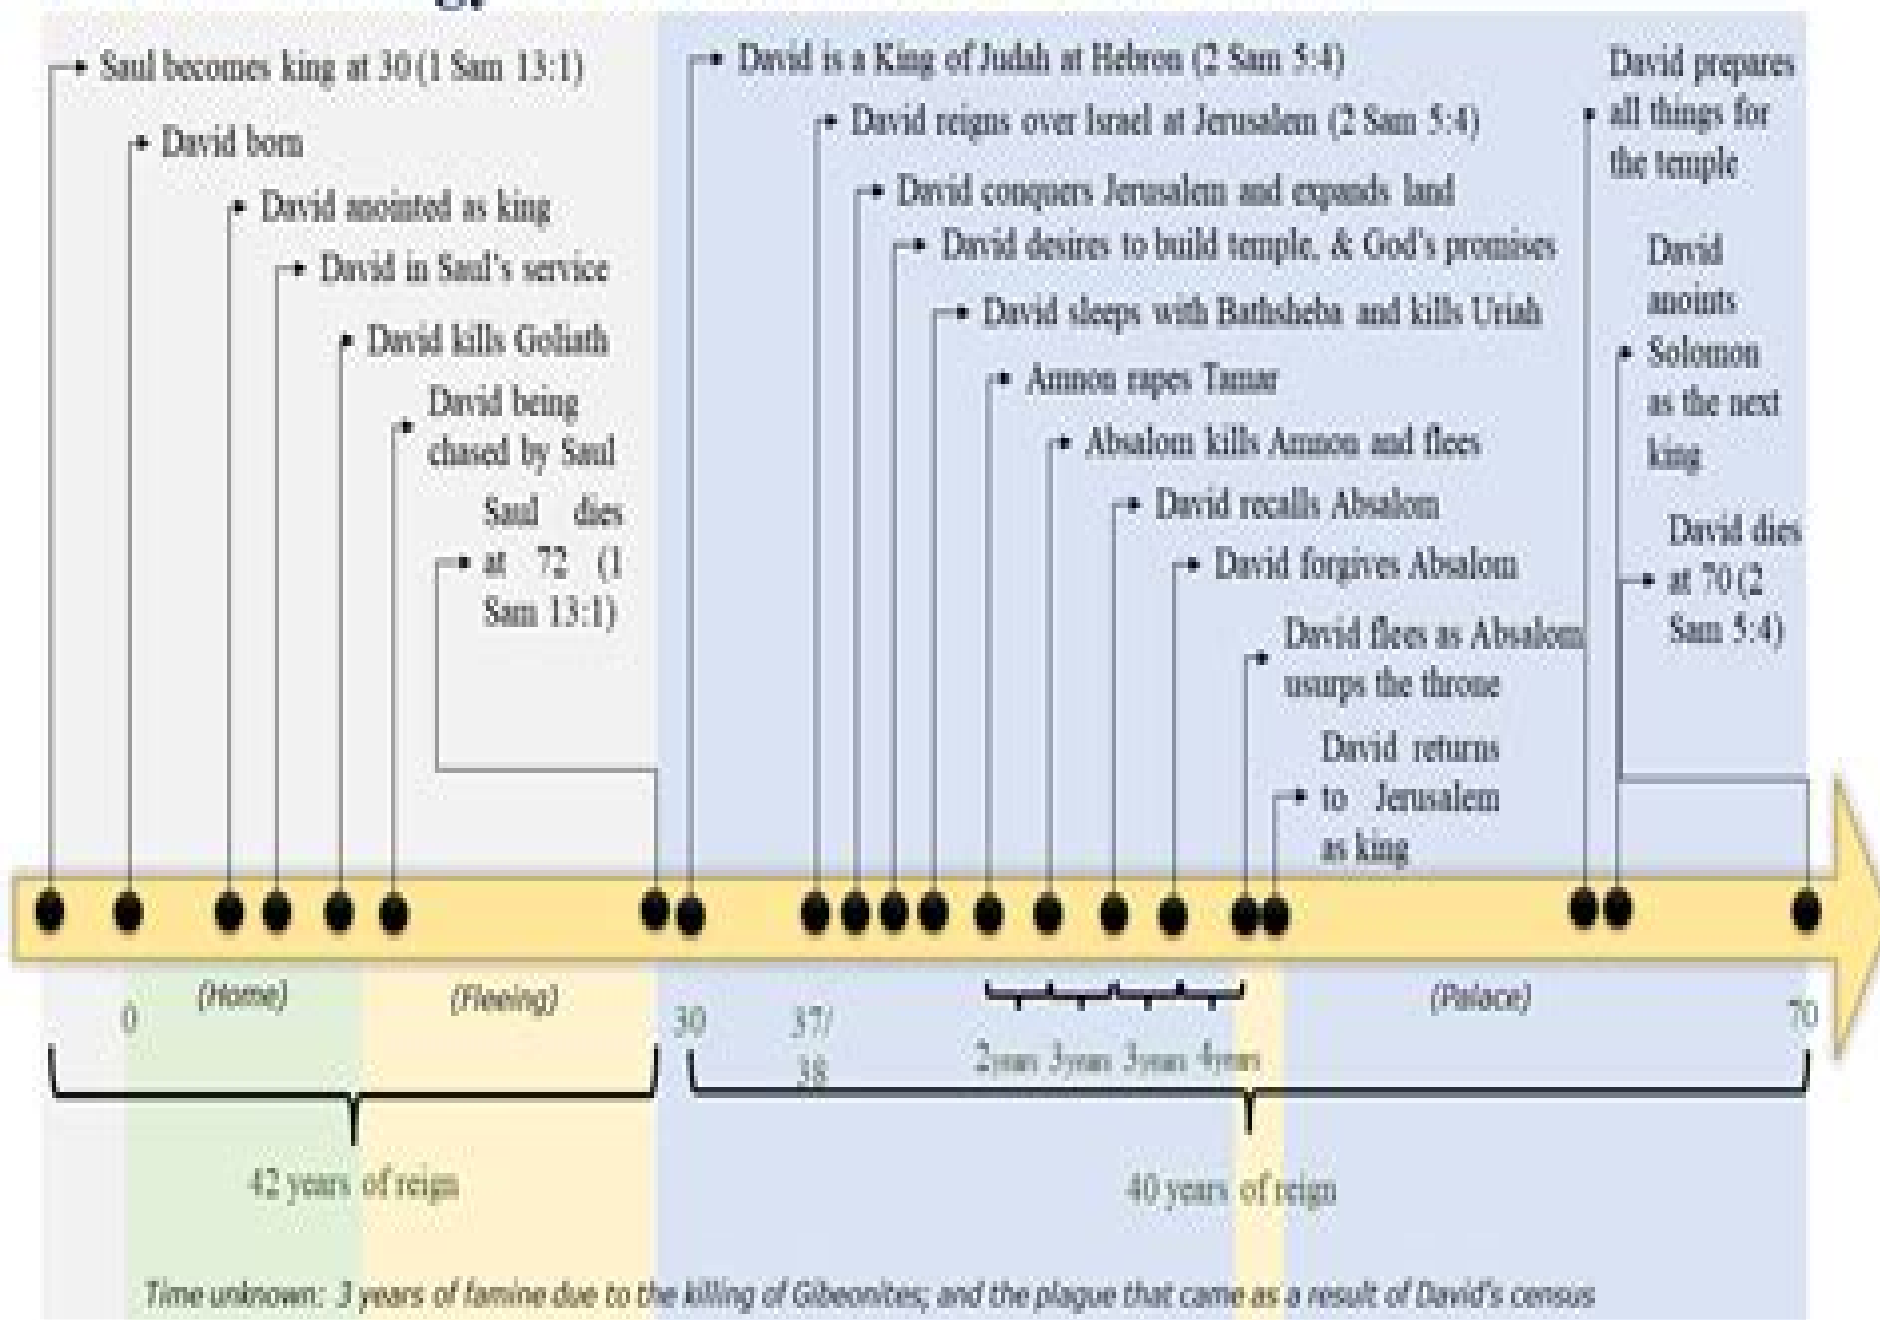 Saul becomes king at 30 (1 Sam 13:1)
David born
David anointed as king
David in Saul's service
David kills Goliath
David being
chased by Saul
Saul dies
at 72 (1
Sam 13:1)
David is a King of Judah at Hebron (2 Sam 5:4)
David reigns over Israel at Jerusalem (2 Sam 5:4)
David conquers Jerusalem and expands land
David desires to build temple, & God's promises
David sleeps with Bathsheba and kills Uriah
Amnon rapes Tamar
Absalom kills Amnon and flees
David recalls Absalom
David forgives Absalom
David flees as Absalom
usurps the throne
David returns
to Jerusalem
as king
David prepares
all things for
the temple
David
anoints
Solomon
as the next
king
David dies
at 70 (2
Sam 5:4)
(Home)
(Fleeing)
(Palace)
0
30
37/
38
70
2years 3years 3years 4years
42 years of reign
40 years of reign
Time unknown: 3 years of famine due to the killing of Gibeonites; and the plague that came as a result of David's census